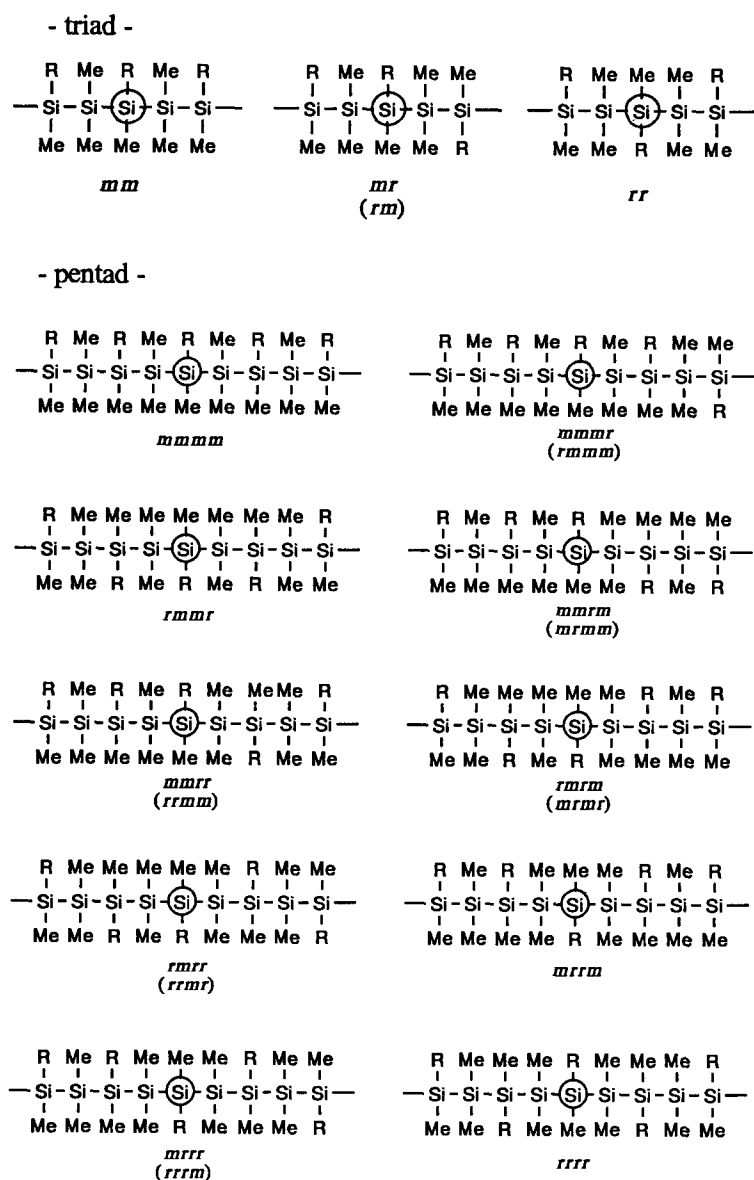 - triad -
R Me R Me R
Si-Si-Si-Si-Si
Me Me Me Me Me
mm
R Me R Me Me
Si-Si-Si-Si-Si
Me Me Me Me R
mr
(rm)
R Me Me Me R
Si-Si-Si-Si-Si
Me Me R Me Me
rr
- pentad -
R Me R Me R Me R Me R
Si-Si-Si-Si-Si-Si-Si-Si-Si
Me Me Me Me Me Me Me Me Me
mmmm
R Me R Me R Me R Me Me
Si-Si-Si-Si-Si-Si-Si-Si-Si
Me Me Me Me Me Me Me Me R
mmmr
(rmmm)
R Me Me Me Me Me Me Me R
Si-Si-Si-Si-Si-Si-Si-Si-Si
Me Me R Me R Me R Me Me
rmmr
R Me R Me R Me Me Me Me
Si-Si-Si-Si-Si-Si-Si-Si-Si
Me Me Me Me Me Me R Me R
mmrm
(mrmm)
R Me R Me R Me Me Me R
Si-Si-Si-Si-Si-Si-Si-Si-Si
Me Me Me Me Me Me R Me Me
mmrr
(rrmm)
R Me Me Me Me Me R Me R
Si-Si-Si-Si-Si-Si-Si-Si-Si
Me Me R Me R Me Me Me Me
rmrm
(mrmr)
R Me Me Me Me Me R Me Me
Si-Si-Si-Si-Si-Si-Si-Si-Si
Me Me R Me R Me Me Me R
rmrr
(rrmr)
R Me R Me Me Me R Me R
Si-Si-Si-Si-Si-Si-Si-Si-Si
Me Me Me Me R Me Me Me Me
mrrm
R Me R Me Me Me R Me Me
Si-Si-Si-Si-Si-Si-Si-Si-Si
Me Me Me Me R Me Me Me R
mrrr
(rrrm)
R Me Me Me R Me Me Me R
Si-Si-Si-Si-Si-Si-Si-Si-Si
Me Me R Me Me Me R Me Me
rrrr